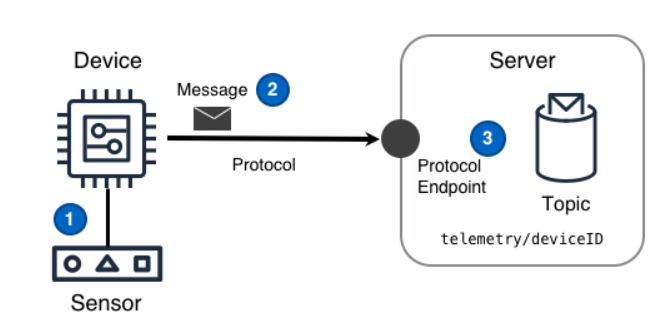 Device
Server
Message
2
3
Protocol
Protocol
Endpoint
Topic
1
telemetry/deviceID
Sensor